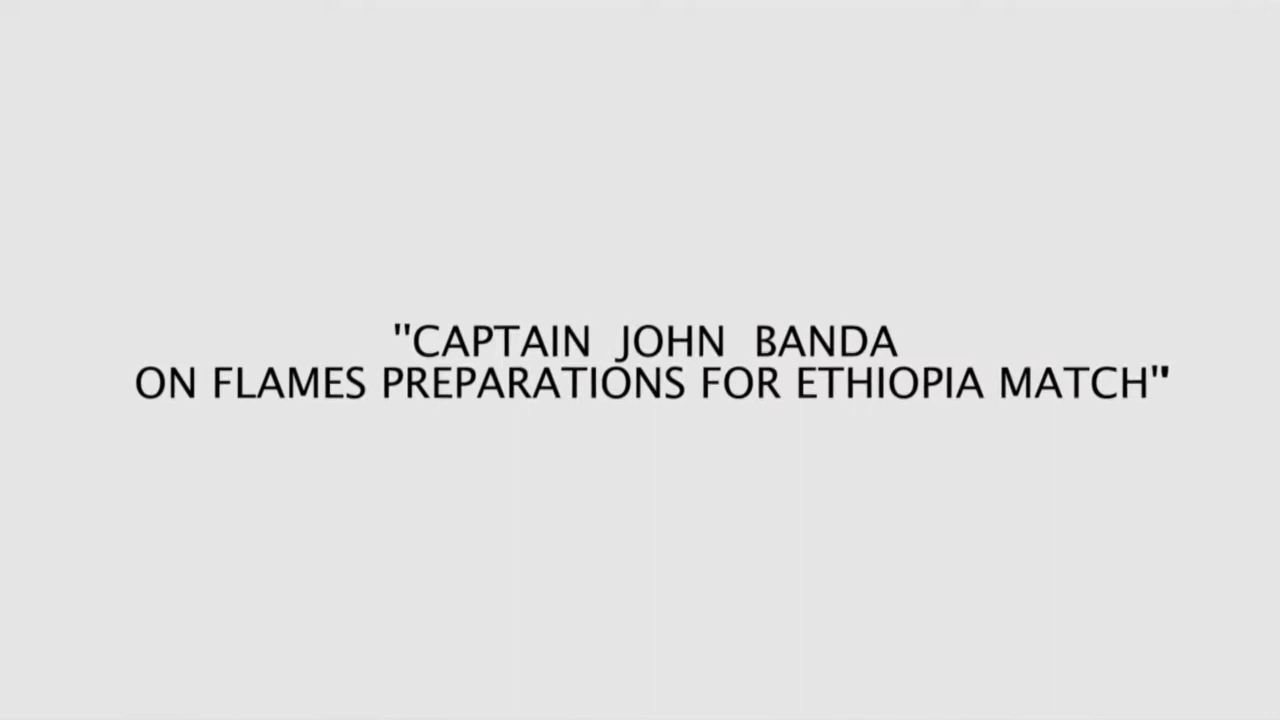 "CAPTAIN JOHN BANDA
ON FLAMES PREPARATIONS FOR ETHIOPIA MATCH"